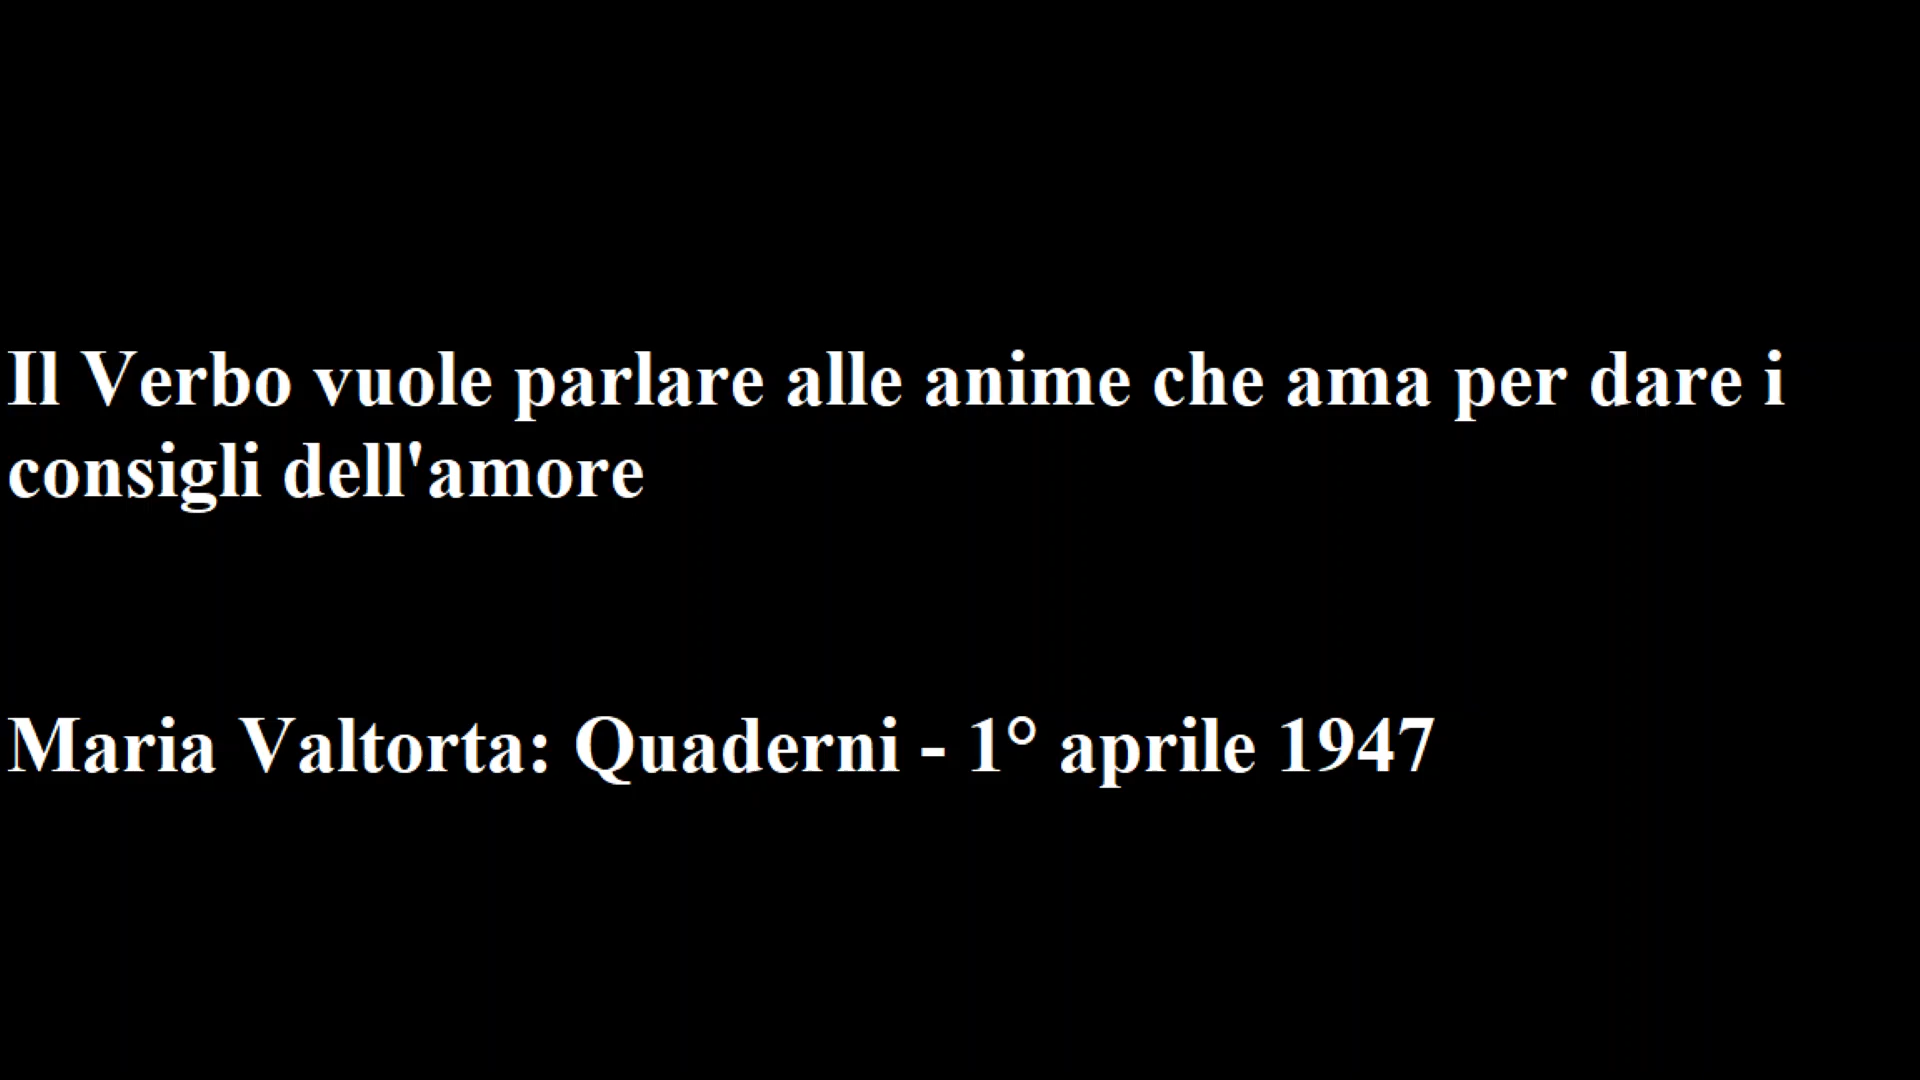 Il Verbo vuole parlare alle anime che ama per dare i
consigli dell'amore
Maria Valtorta: Quaderni - 1° aprile 1947